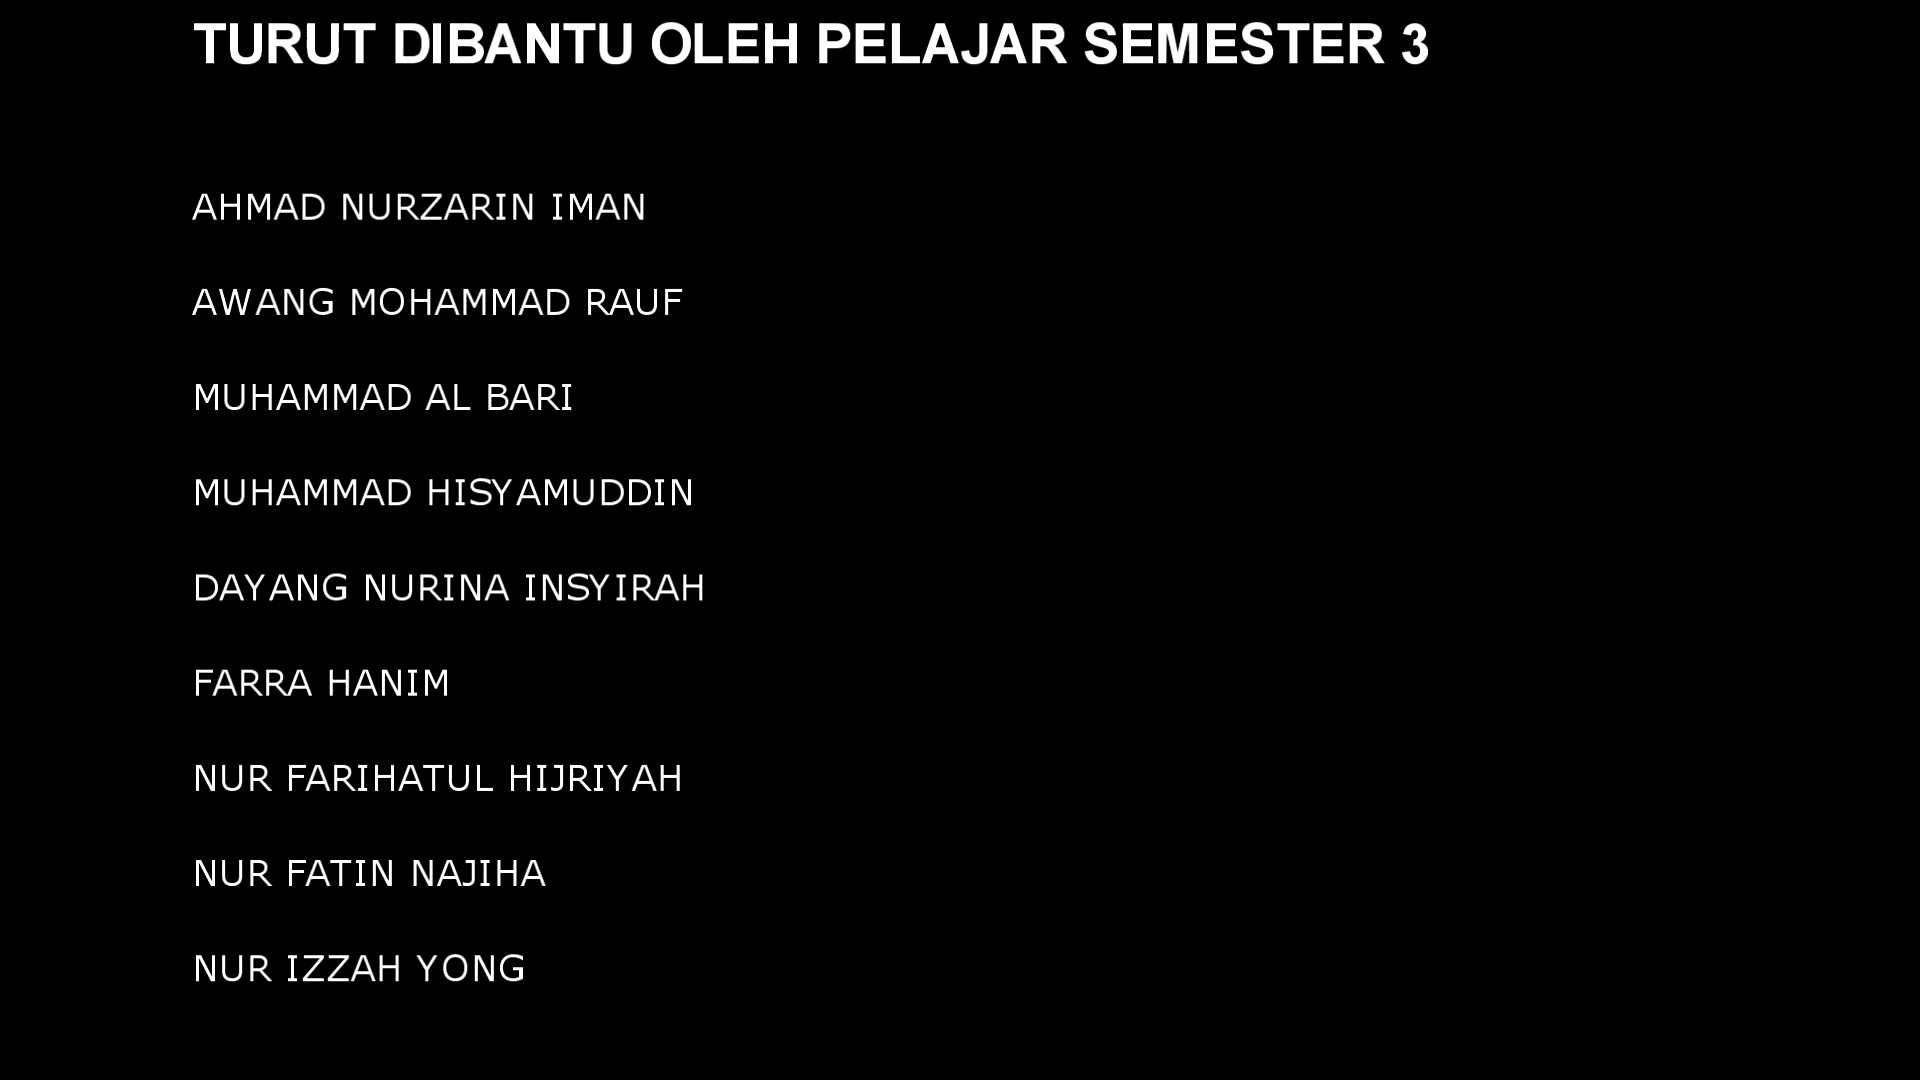 TURUT DIBANTU OLEH PELAJAR SEMESTER 3
AHMAD NURZARIN IMAN
AWANG MOHAMMAD RAUF
MUHAMMAD AL BARI
MUHAMMAD HISYAMUDDIN
DAYANG NURINA INSYIRAH
FARRA HANIM
NUR FARIHATUL HIJRIYAH
NUR FATIN NAJIHA
NUR IZZAH YONG